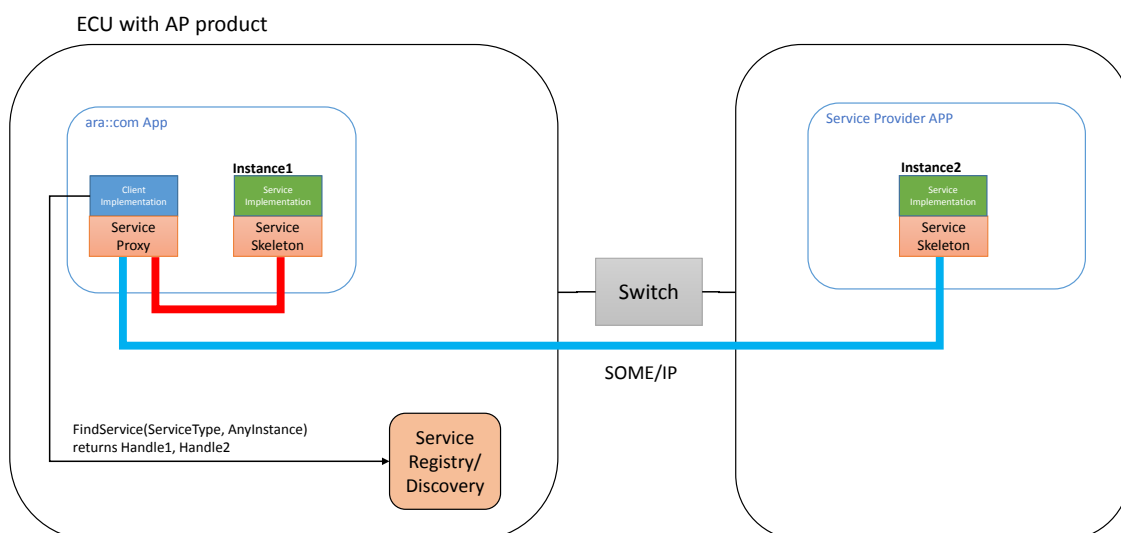 ECU with AP product
ara::com App
Client
Implementation
Service
Proxy
Instance1
Service
Implementation
Service
Skeleton
Service Provider APP
Instance2
Service
Implementation
Service
Skeleton
Switch
SOME/IP
FindService(ServiceType, AnyInstance)
returns Handle1, Handle2
Service
Registry/
Discovery